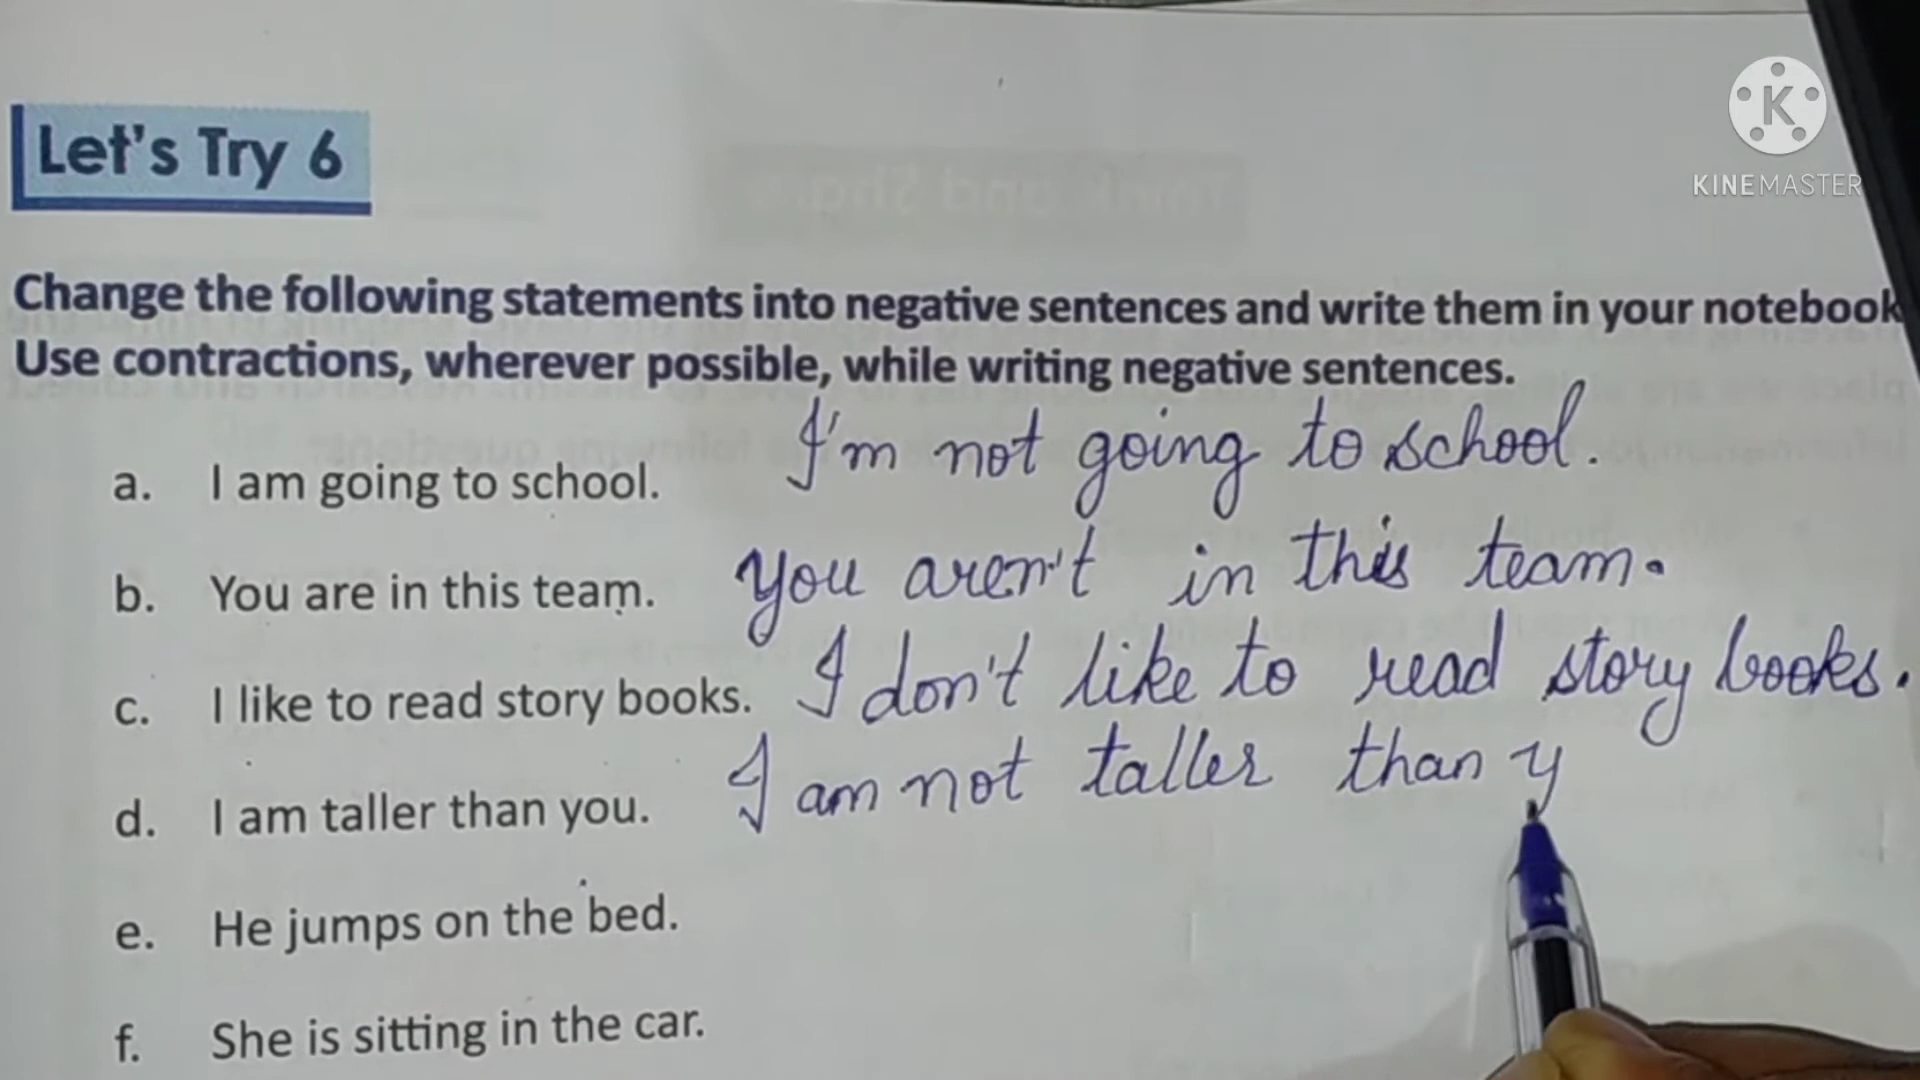 KINEMASTER
Let's Try 6
Change the following statements into negative sentences and write them in your notebook
Use contractions, wherever possible, while writing negative sentences.
a. I am going to school. I'm not going to school.
b. You are in this team. You aren't in this team.
c. I like to read story books. I don't like to read story books.
d. I am taller than you. I am not taller than y
e. He jumps on the bed.
f. She is sitting in the car.